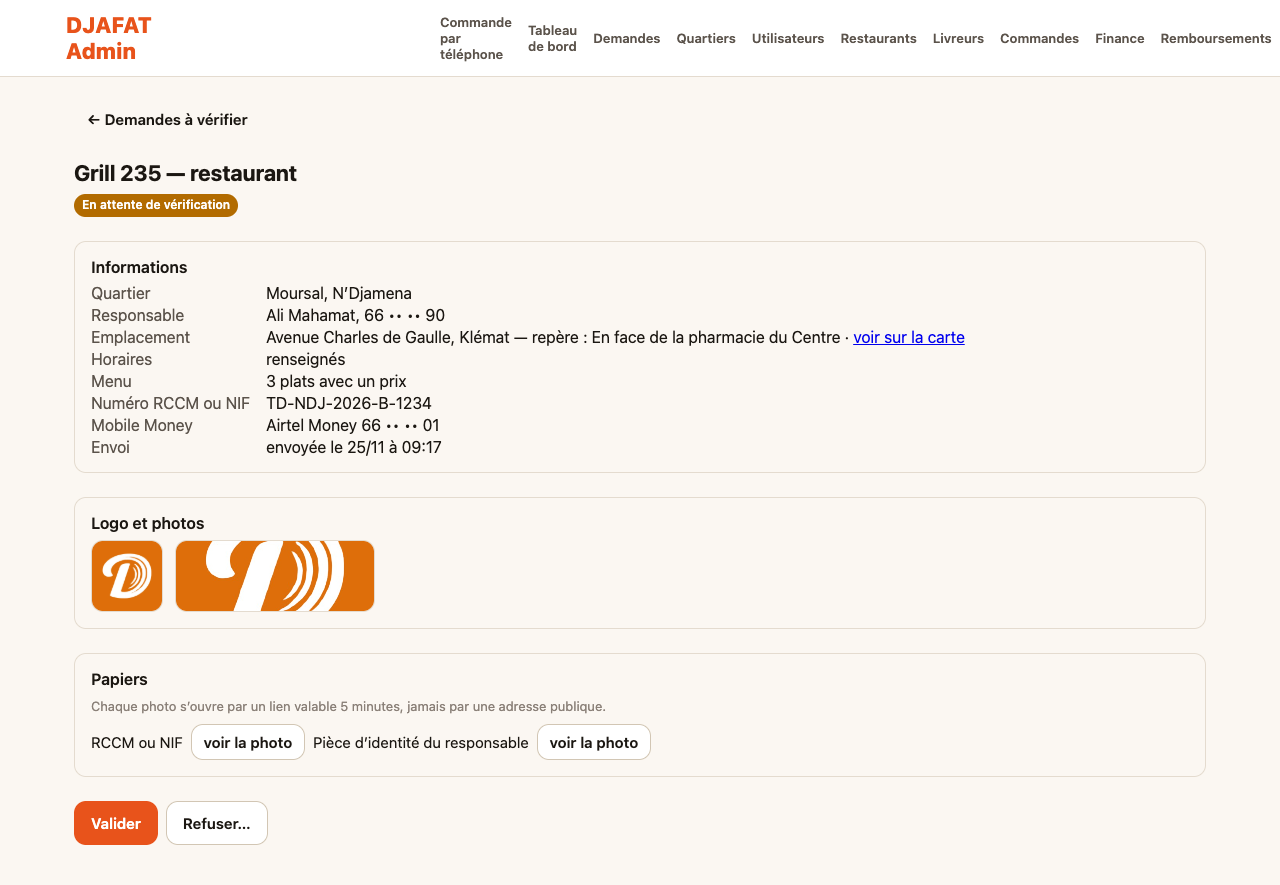 DJAFAT
Admin
Commande
par
téléphone
Tableau
de bord
Demandes
Quartiers
Utilisateurs
Restaurants
Livreurs
Commandes
Finance
Remboursements
← Demandes à vérifier
Grill 235 — restaurant
En attente de vérification
Informations
Quartier Moursal, N’Djamena
Responsable Ali Mahamat, 66 •• •• 90
Emplacement Avenue Charles de Gaulle, Klémat — repère : En face de la pharmacie du Centre · voir sur la carte
Horaires renseignés
Menu 3 plats avec un prix
Numéro RCCM ou NIF TD-NDJ-2026-B-1234
Mobile Money Airtel Money 66 •• •• 01
Envoi envoyée le 25/11 à 09:17
Logo et photos
D
D
Papiers
Chaque photo s’ouvre par un lien valable 5 minutes, jamais par une adresse publique.
RCCM ou NIF voir la photo Pièce d’identité du responsable voir la photo
Valider Refuser...